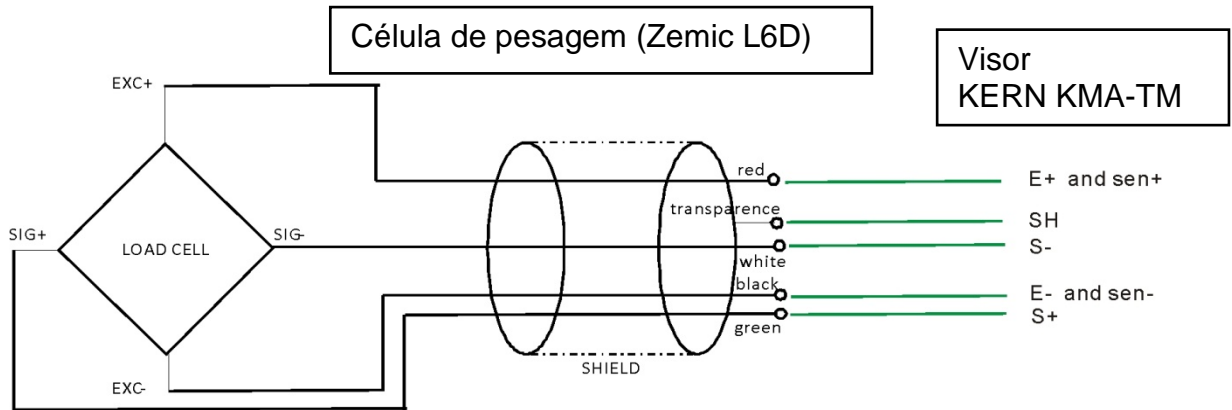 Célula de pesagem (Zemic L6D)
Visor
KERN KMA-TM
EXC+
red
E+ and sen+
transparence
SH
SIG+
LOAD CELL
SIG-
S-
white
black
E- and sen-
S+
green
SHIELD
EXC-